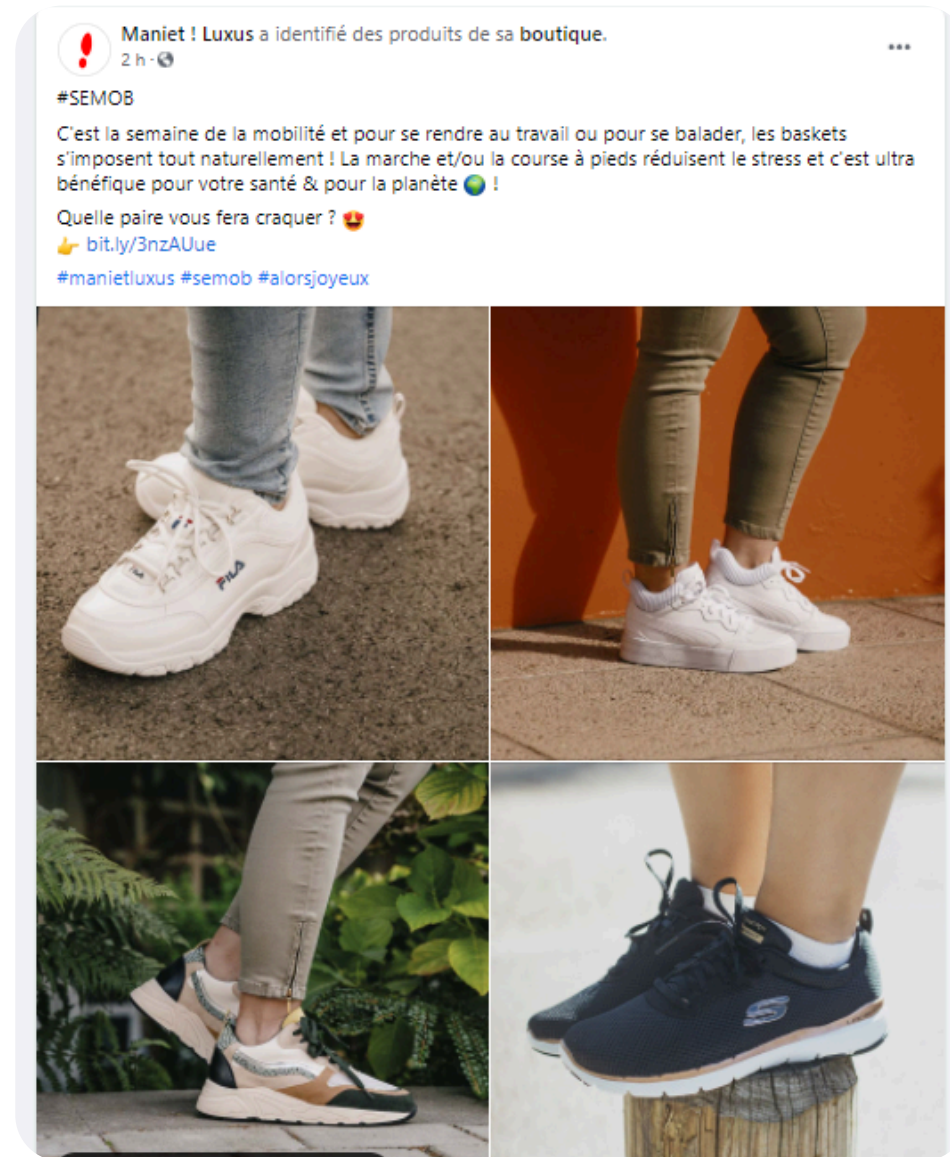 Maniet ! Luxus a identifié des produits de sa boutique.
2 h ·
#SEMOB
C'est la semaine de la mobilité et pour se rendre au travail ou pour se balader, les baskets
s'imposent tout naturellement ! La marche et/ou la course à pieds réduisent le stress et c'est ultra
bénéfique pour votre santé & pour la planète 🌍 !
Quelle paire vous fera craquer ? 😍
👉 bit.ly/3nzAUue
#manietluxus #semob #alorsjoyeux
FILA
FILA